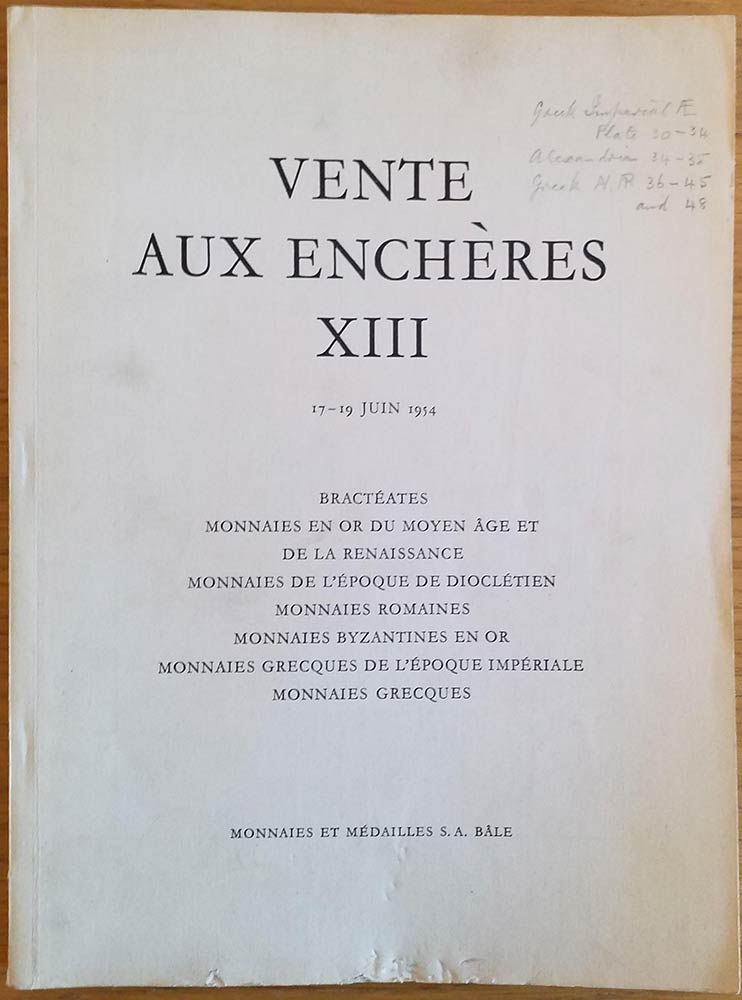 Greek Imperial Æ
Plate 30-34
Alexandria 34-35
Greek AV AR 36-45
and 48
VENTE
AUX ENCHÈRES
XIII
17–19 JUIN 1954
BRACTÉATES
MONNAIES EN OR DU MOYEN ÂGE ET
DE LA RENAISSANCE
MONNAIES DE L'ÉPOQUE DE DIOCLÉTIEN
MONNAIES ROMAINES
MONNAIES BYZANTINES EN OR
MONNAIES GRECQUES DE L'ÉPOQUE IMPÉRIALE
MONNAIES GRECQUES
MONNAIES ET MÉDAILLES S.A. BÂLE